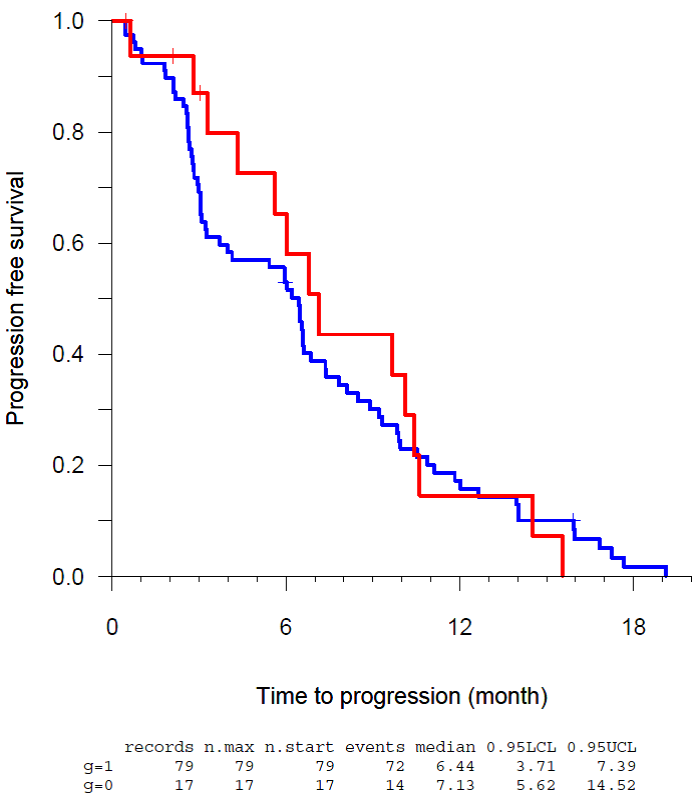 1.0
0.8
0.6
0.4
0.2
0.0
Progression free survival
0 6 12 18
Time to progression (month)
records n.max n.start events median 0.95LCL 0.95UCL
g=1 79 79 79 72 6.44 3.71 7.39
g=0 17 17 17 14 7.13 5.62 14.52